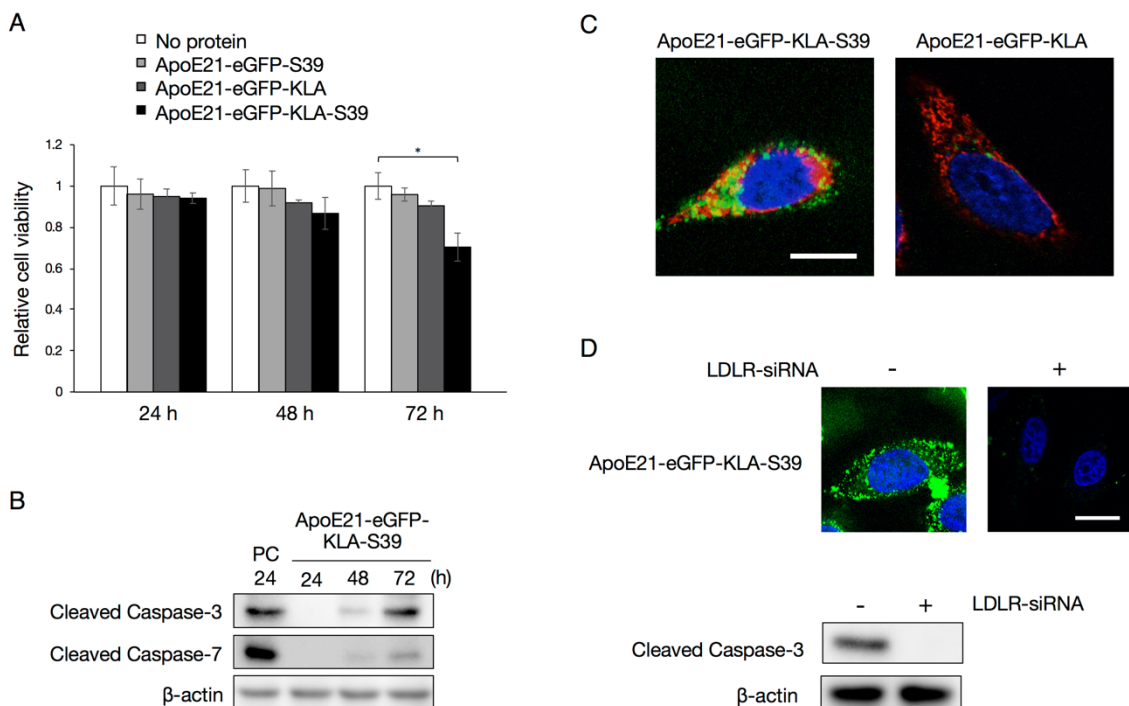 A
No protein
ApoE21-eGFP-S39
ApoE21-eGFP-KLA
ApoE21-eGFP-KLA-S39
Relative cell viability
1.2
1
0.8
0.6
0.4
0.2
0
*
24 h
48 h
72 h
B
ApoE21-eGFP-
KLA-S39
PC
24 24 48 72 (h)
Cleaved Caspase-3
Cleaved Caspase-7
β-actin
C
ApoE21-eGFP-KLA-S39 ApoE21-eGFP-KLA
D
LDLR-siRNA - +
ApoE21-eGFP-KLA-S39
- + LDLR-siRNA
Cleaved Caspase-3
β-actin